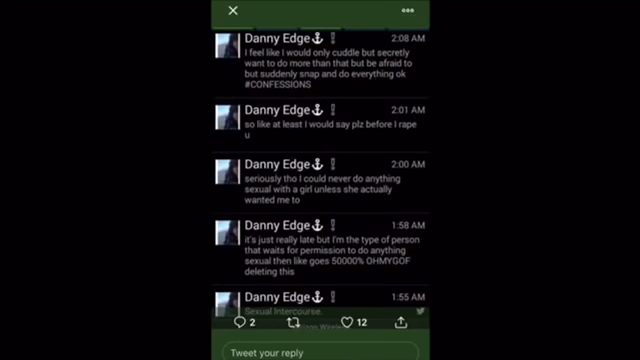 Danny Edge⚓ 2:08 AM
I feel like I would only cuddle but secretly
want to do more than that but be afraid to
but suddenly snap and do everything ok
#CONFESSIONS
Danny Edge⚓ 2:01 AM
so like at least I would say plz before I rape
u
Danny Edge⚓ 2:00 AM
seriously tho I could never do anything
sexual with a girl unless she actually
wanted me to
Danny Edge⚓ 1:58 AM
it's just really late but I'm the type of person
that waits for permission to do anything
sexual then like goes 50000% OHMYGOF
deleting this
Danny Edge⚓ 1:55 AM
Sexual Intercourse.
2 12
Tweet your reply